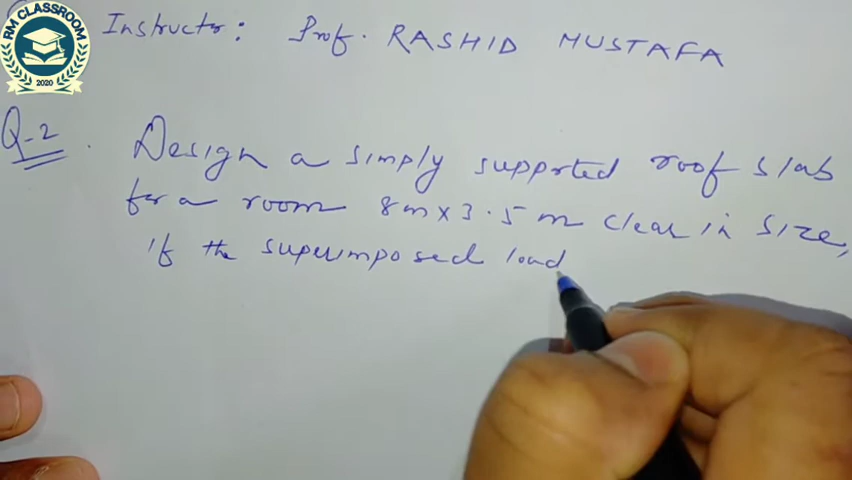 RM CLASSROOM
2020
Instructor: Prof. RASHID MUSTAFA
Q-2. Design a simply supported roof slab
for a room 8m x 3.5 m clear in size,
if the superimposed load